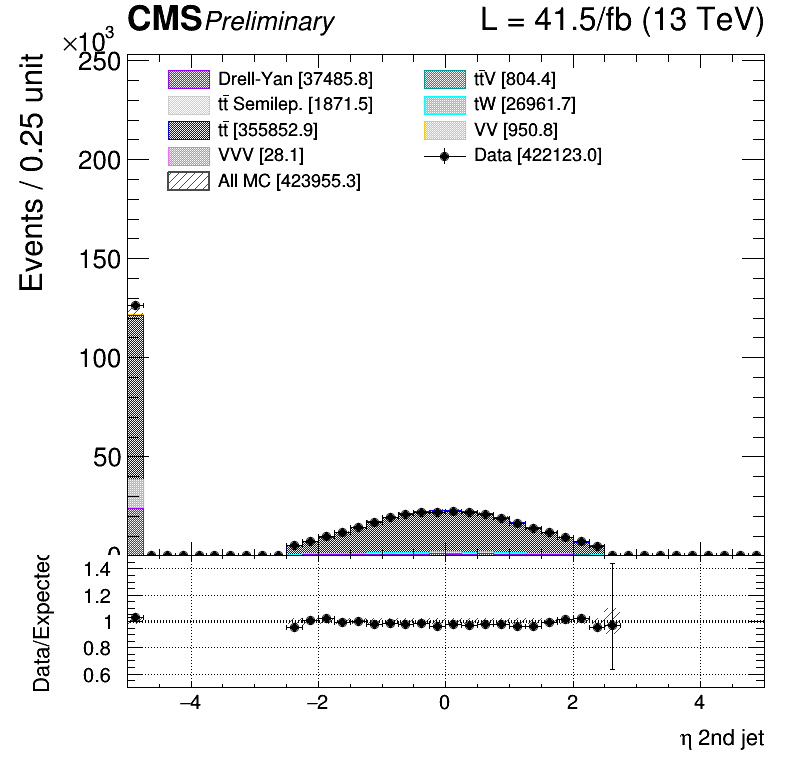 CMS Preliminary L = 41.5/fb (13 TeV)
×10³
Events / 0.25 unit
250
200
150
100
50
0
Drell-Yan [37485.8]
tt̄ Semilep. [1871.5]
tt̄ [355852.9]
VVV [28.1]
All MC [423955.3]
tt̄V [804.4]
tW [26961.7]
VV [950.8]
Data [422123.0]
Data/Expected
1.4
1.2
1
0.8
0.6
−4 −2 0 2 4
η 2nd jet